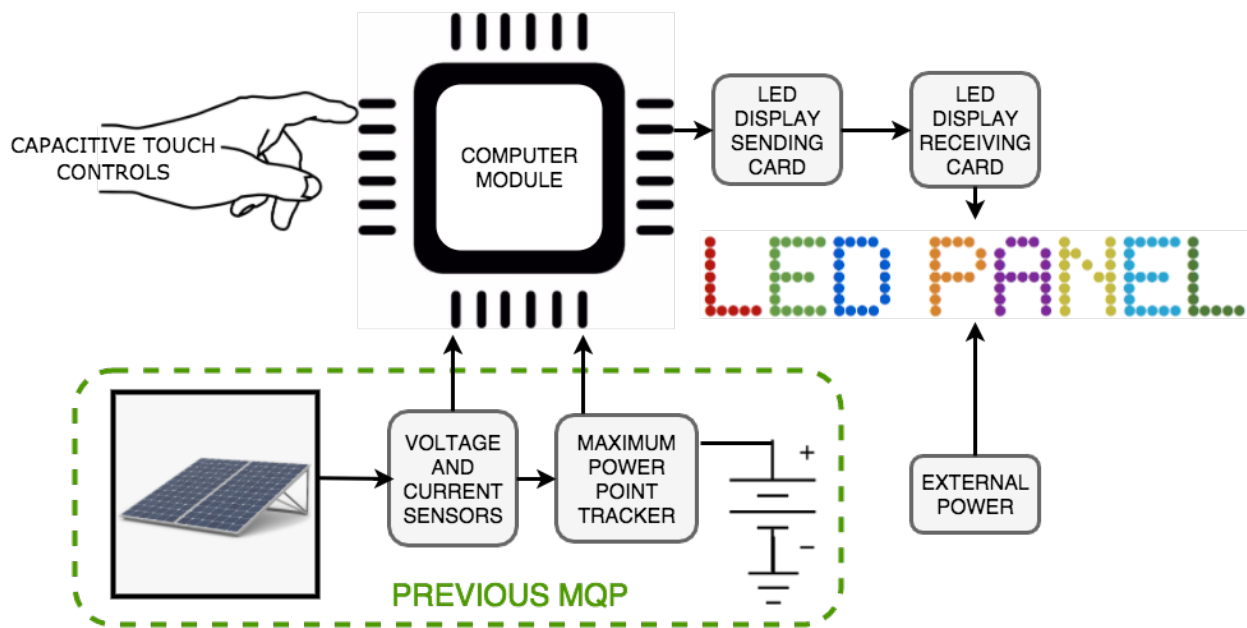 CAPACITIVE TOUCH
CONTROLS
COMPUTER
MODULE
LED
DISPLAY
SENDING
CARD
LED
DISPLAY
RECEIVING
CARD
LED PANEL
VOLTAGE
AND
CURRENT
SENSORS
MAXIMUM
POWER
POINT
TRACKER
+
−
EXTERNAL
POWER
PREVIOUS MQP